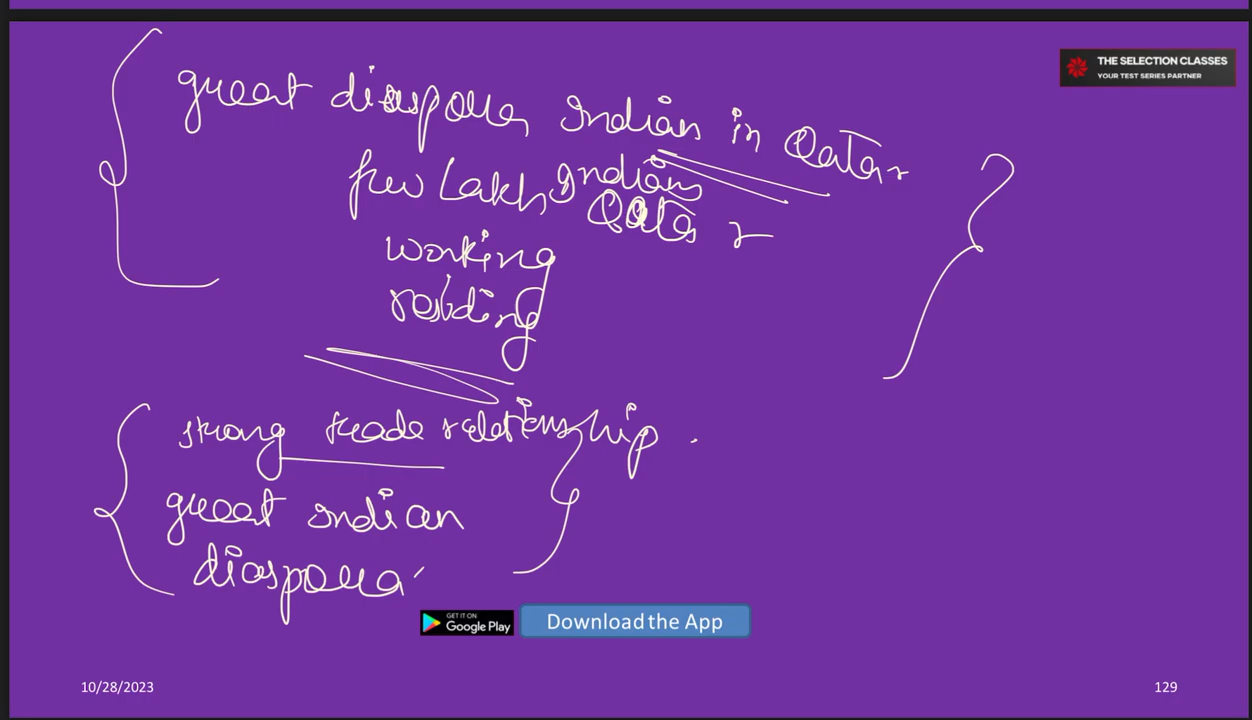 THE SELECTION CLASSES
YOUR TEST SERIES PARTNER
great diaspora Indian in Qatar
few Lakh Indians
Qatar
working
residing
strong trade relationship.
great Indian
diaspora
GET IT ON
Google Play
Download the App
10/28/2023
129